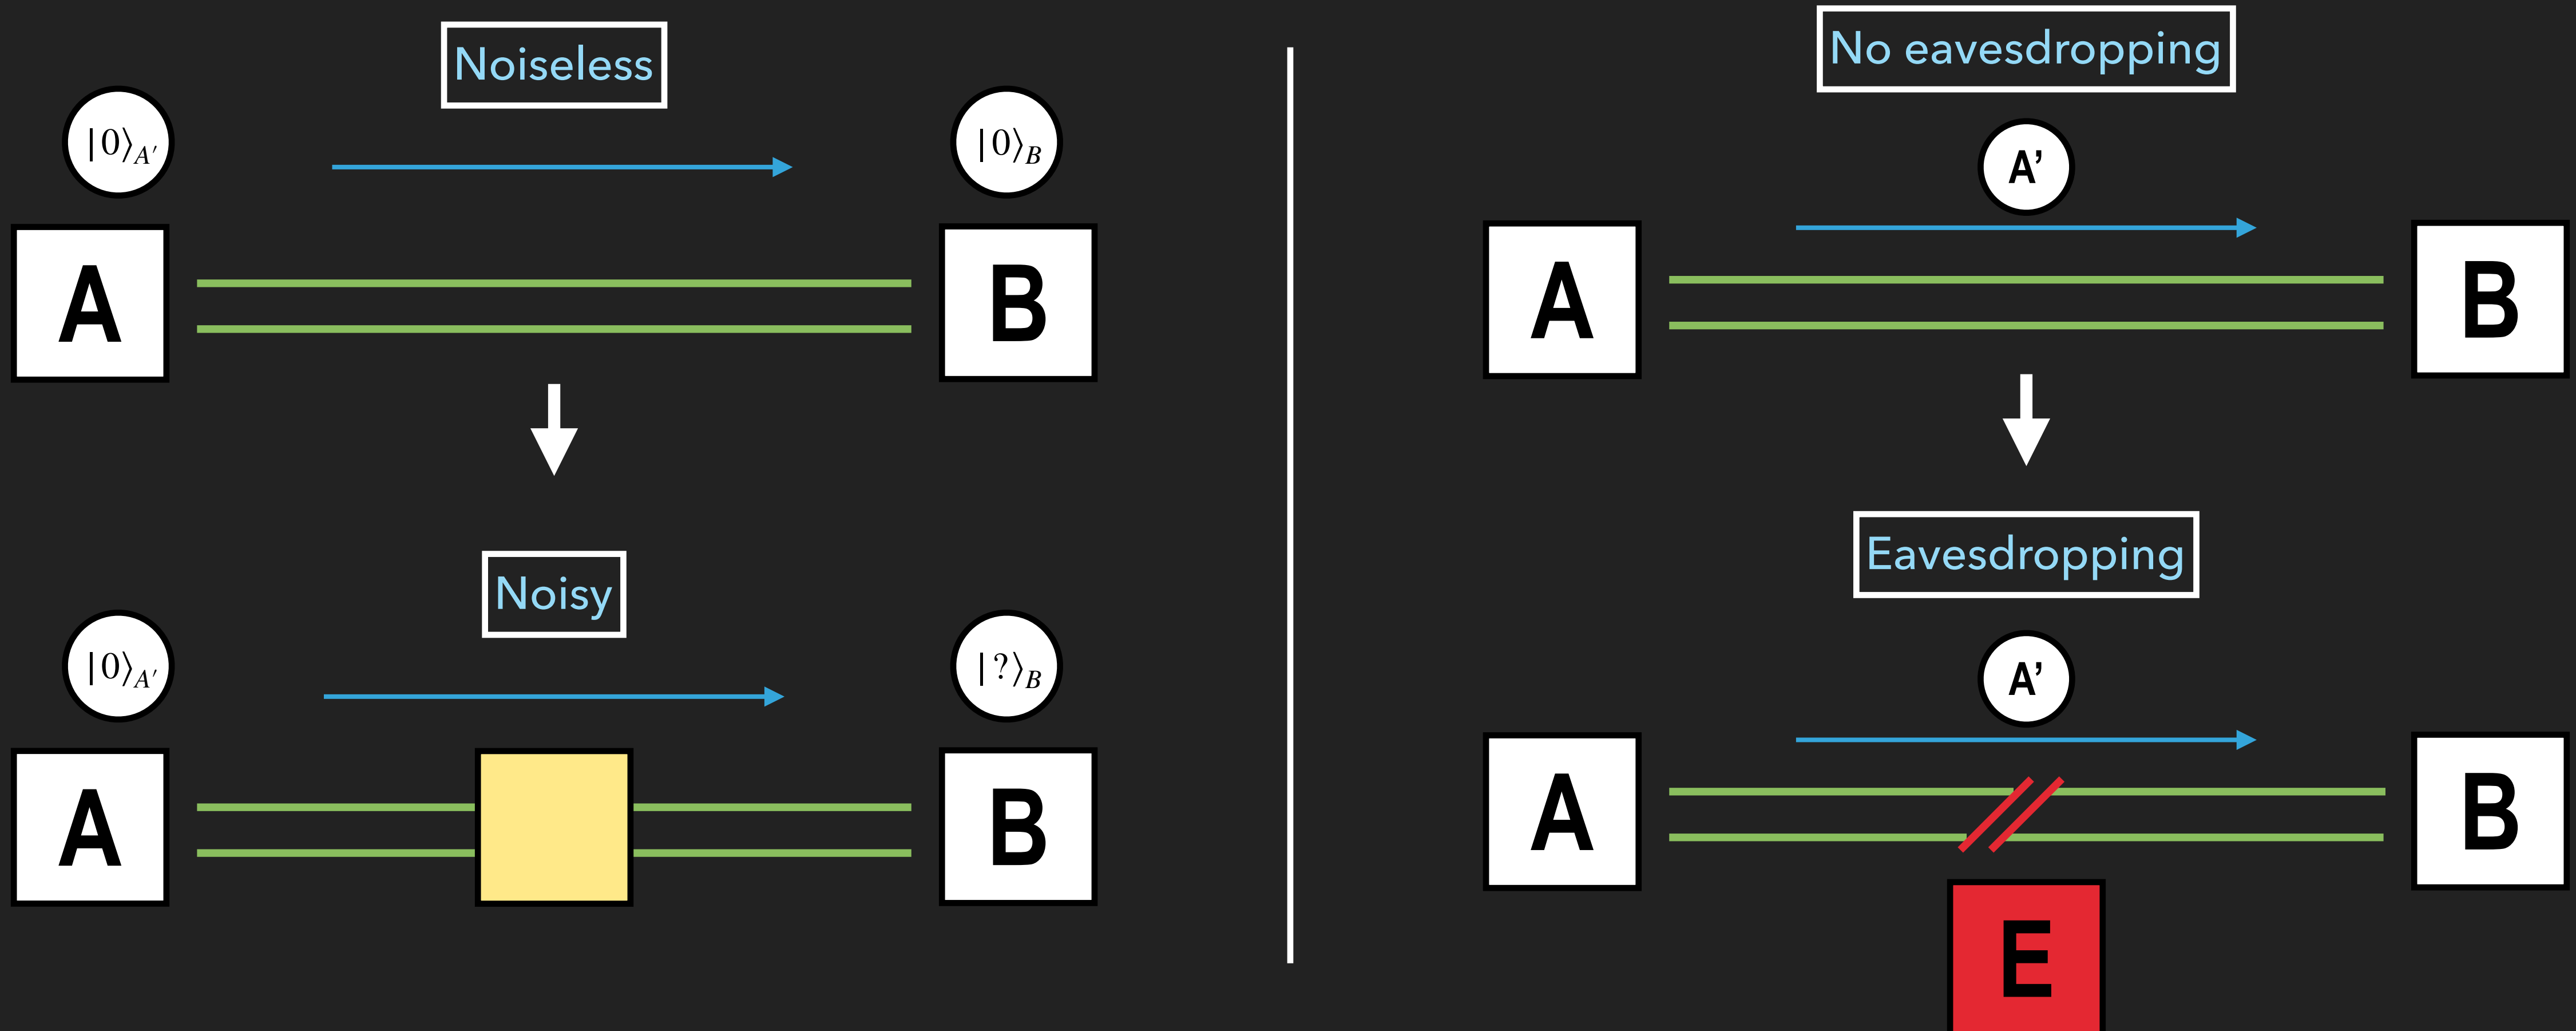 Noiseless
|0⟩A′
|0⟩B
A
B
Noisy
|0⟩A′
|?⟩B
A
B
No eavesdropping
A’
A
B
Eavesdropping
A’
A
B
E